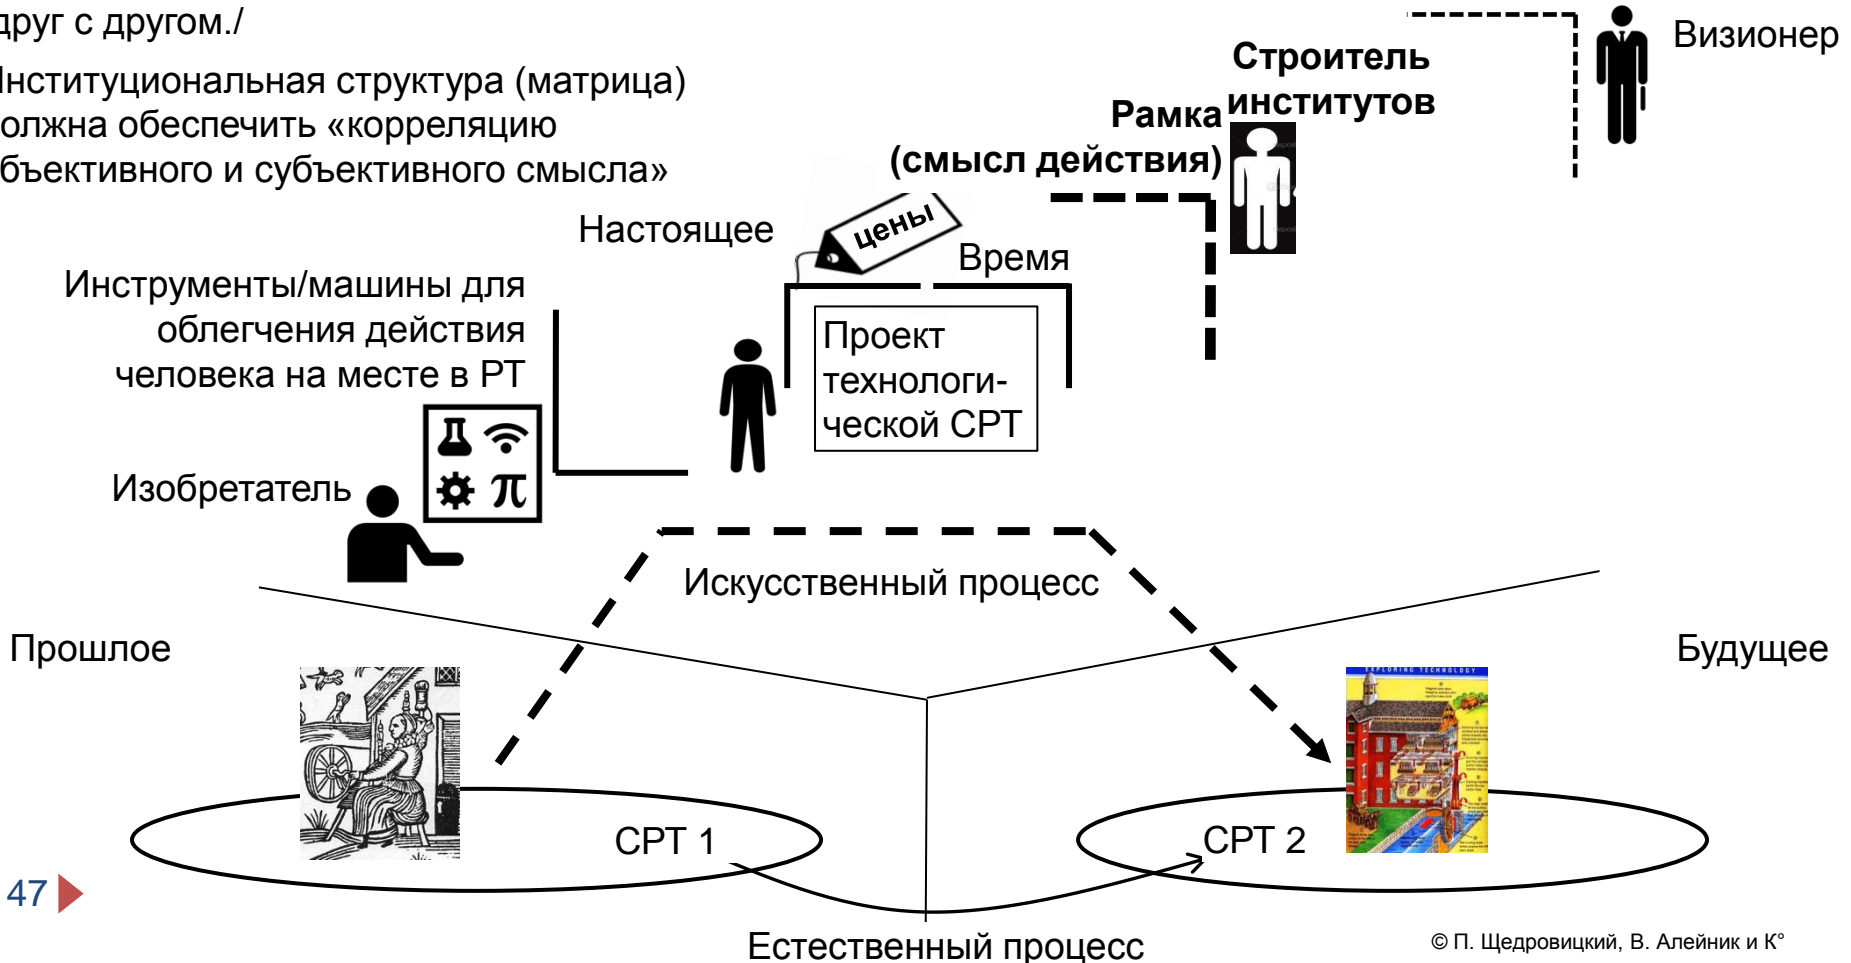 друг с другом./
Институциональная структура (матрица)
должна обеспечить «корреляцию
объективного и субъективного смысла»
Визионер
Строитель
институтов
Рамка
(смысл действия)
Настоящее
цены
Время
Инструменты/машины для
облегчения действия
человека на месте в РТ
Проект
технологи-
ческой СРТ
π
Изобретатель
Искусственный процесс
Прошлое
Будущее
EXPLORING TECHNOLOGY
СРТ 1
СРТ 2
47
Естественный процесс
© П. Щедровицкий, В. Алейник и К°